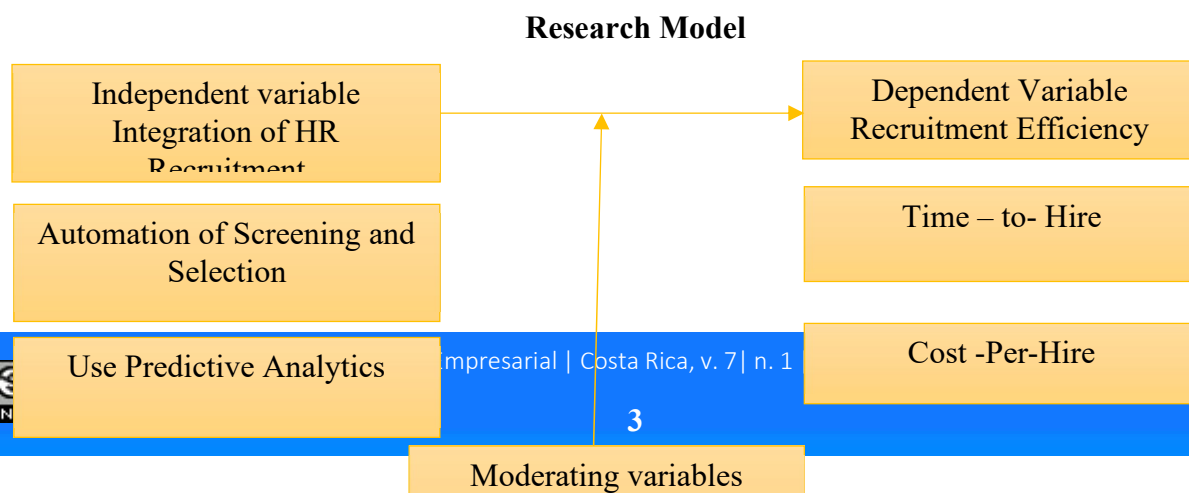 Research Model
Independent variable
Integration of HR
Recruitment
Automation of Screening and
Selection
Use Predictive Analytics
Dependent Variable
Recruitment Efficiency
Time – to- Hire
Cost -Per-Hire
mpresarial | Costa Rica, v. 7| n. 1
3
Moderating variables